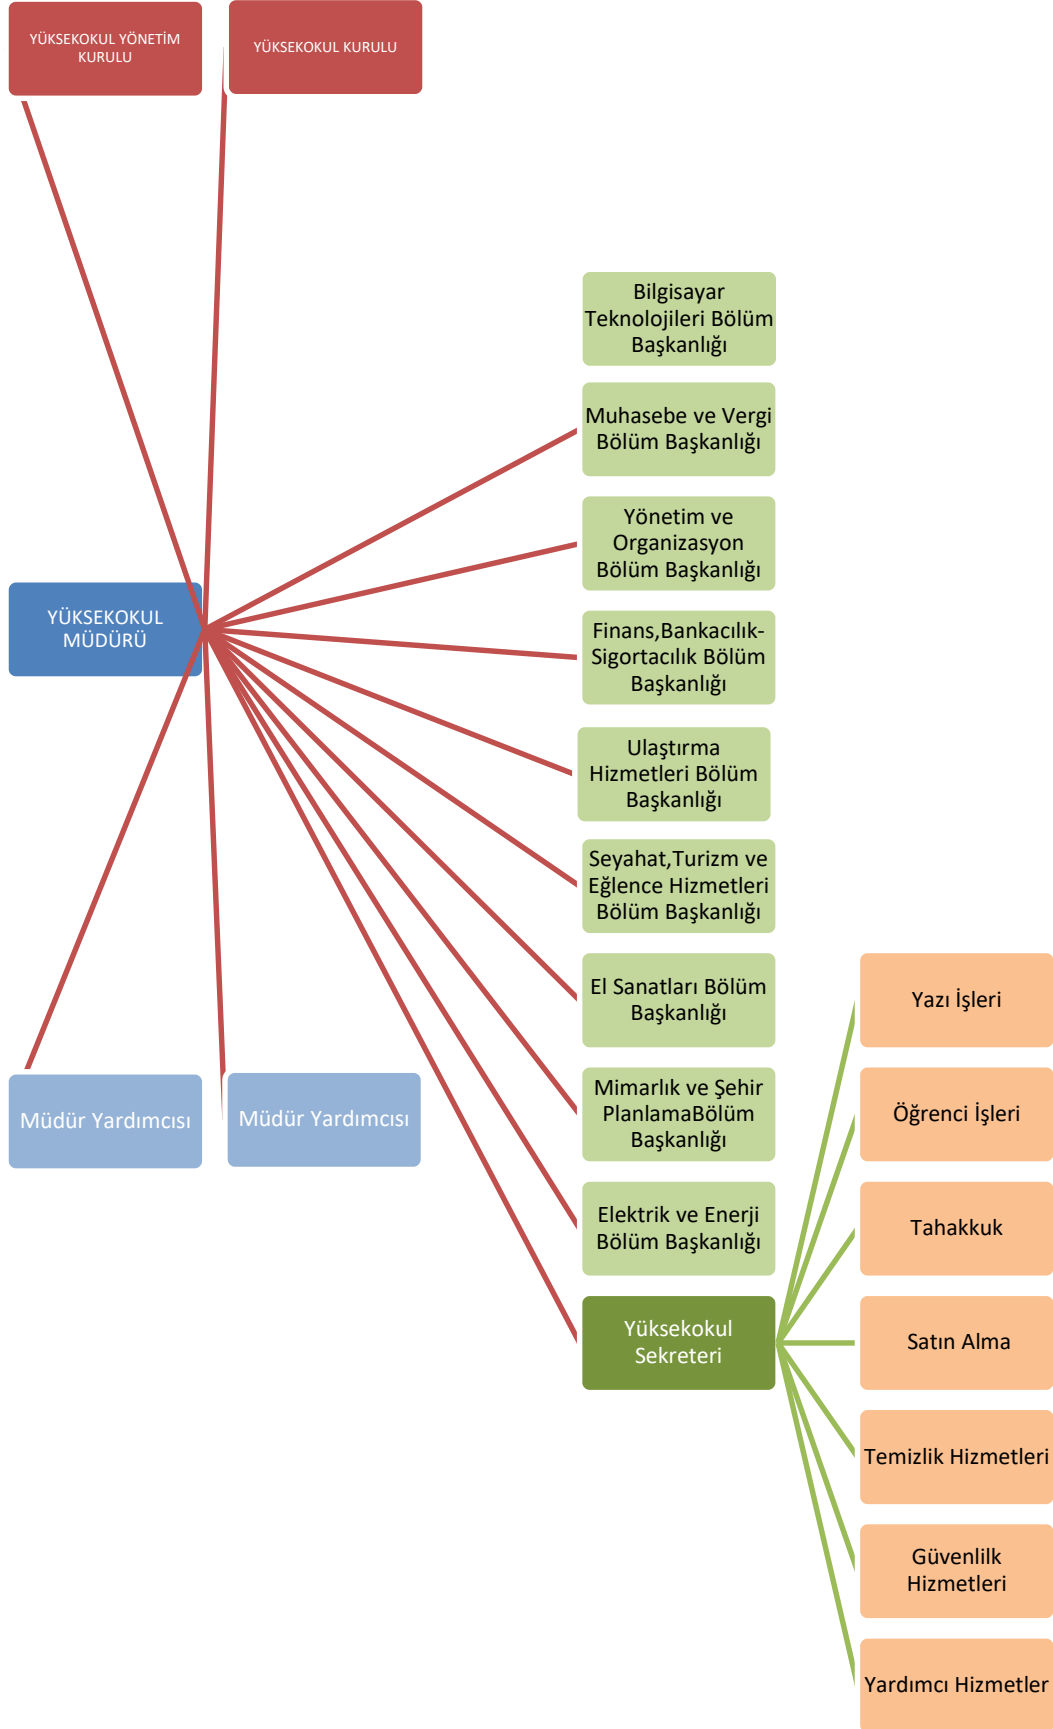 YÜKSEKOKUL YÖNETİM
KURULU
YÜKSEKOKUL KURULU
Bilgisayar
Teknolojileri Bölüm
Başkanlığı
Muhasebe ve Vergi
Bölüm Başkanlığı
Yönetim ve
Organizasyon
Bölüm Başkanlığı
YÜKSEKOKUL
MÜDÜRÜ
Finans,Bankacılık-
Sigortacılık Bölüm
Başkanlığı
Ulaştırma
Hizmetleri Bölüm
Başkanlığı
Seyahat,Turizm ve
Eğlence Hizmetleri
Bölüm Başkanlığı
El Sanatları Bölüm
Başkanlığı
Yazı İşleri
Müdür Yardımcısı
Müdür Yardımcısı
Mimarlık ve Şehir
PlanlamaBölüm
Başkanlığı
Öğrenci İşleri
Elektrik ve Enerji
Bölüm Başkanlığı
Tahakkuk
Yüksekokul
Sekreteri
Satın Alma
Temizlik Hizmetleri
Güvenlilk
Hizmetleri
Yardımcı Hizmetler